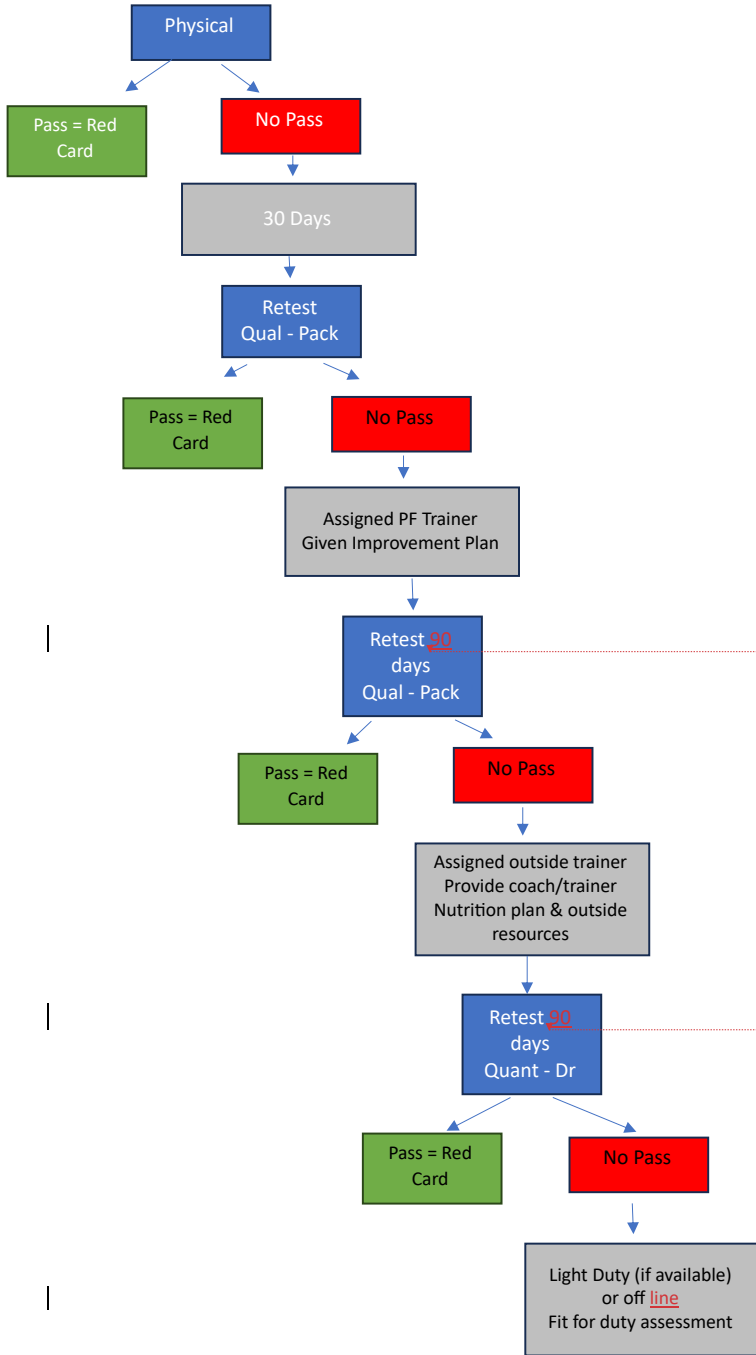 Physical
Pass = Red
Card
No Pass
30 Days
Retest
Qual - Pack
Pass = Red
Card
No Pass
Assigned PF Trainer
Given Improvement Plan
Retest 90
days
Qual - Pack
Pass = Red
Card
No Pass
Assigned outside trainer
Provide coach/trainer
Nutrition plan & outside
resources
Retest 90
days
Quant - Dr
Pass = Red
Card
No Pass
Light Duty (if available)
or off line
Fit for duty assessment